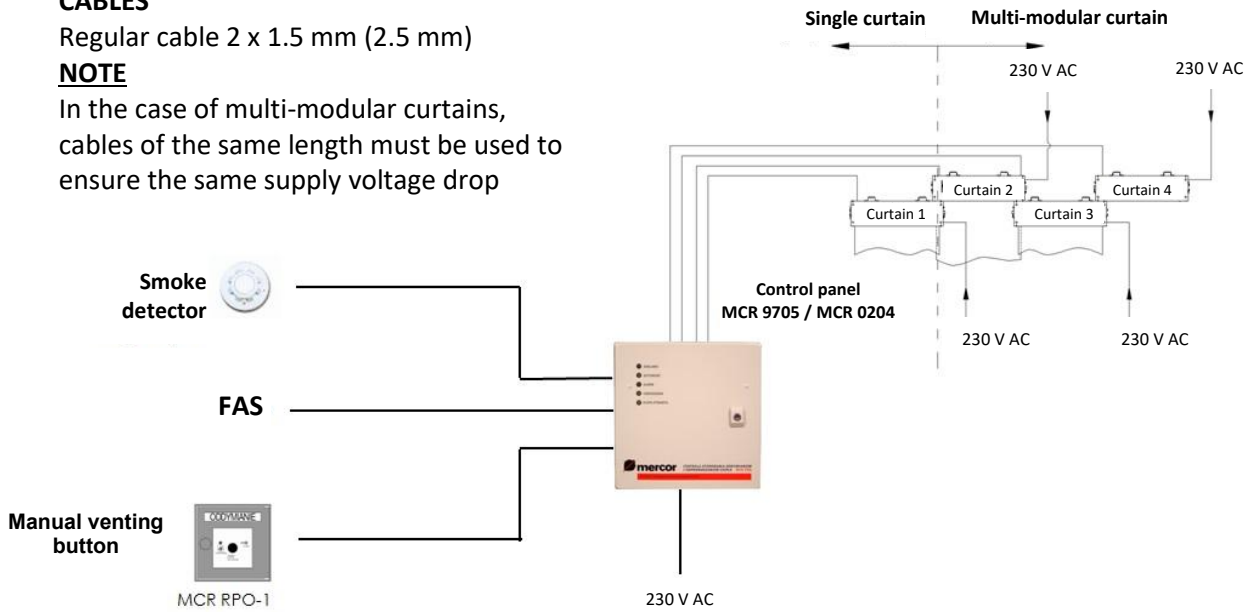 CABLES
Regular cable 2 x 1.5 mm (2.5 mm)
NOTE
In the case of multi-modular curtains,
cables of the same length must be used to
ensure the same supply voltage drop
Single curtain
Multi-modular curtain
230 V AC
230 V AC
Curtain 2
Curtain 4
Curtain 1
Curtain 3
230 V AC
230 V AC
Control panel
MCR 9705 / MCR 0204
Smoke
detector
FAS
Manual venting
button
ODDYMIANIE
MCR RPO-1
mercor
230 V AC